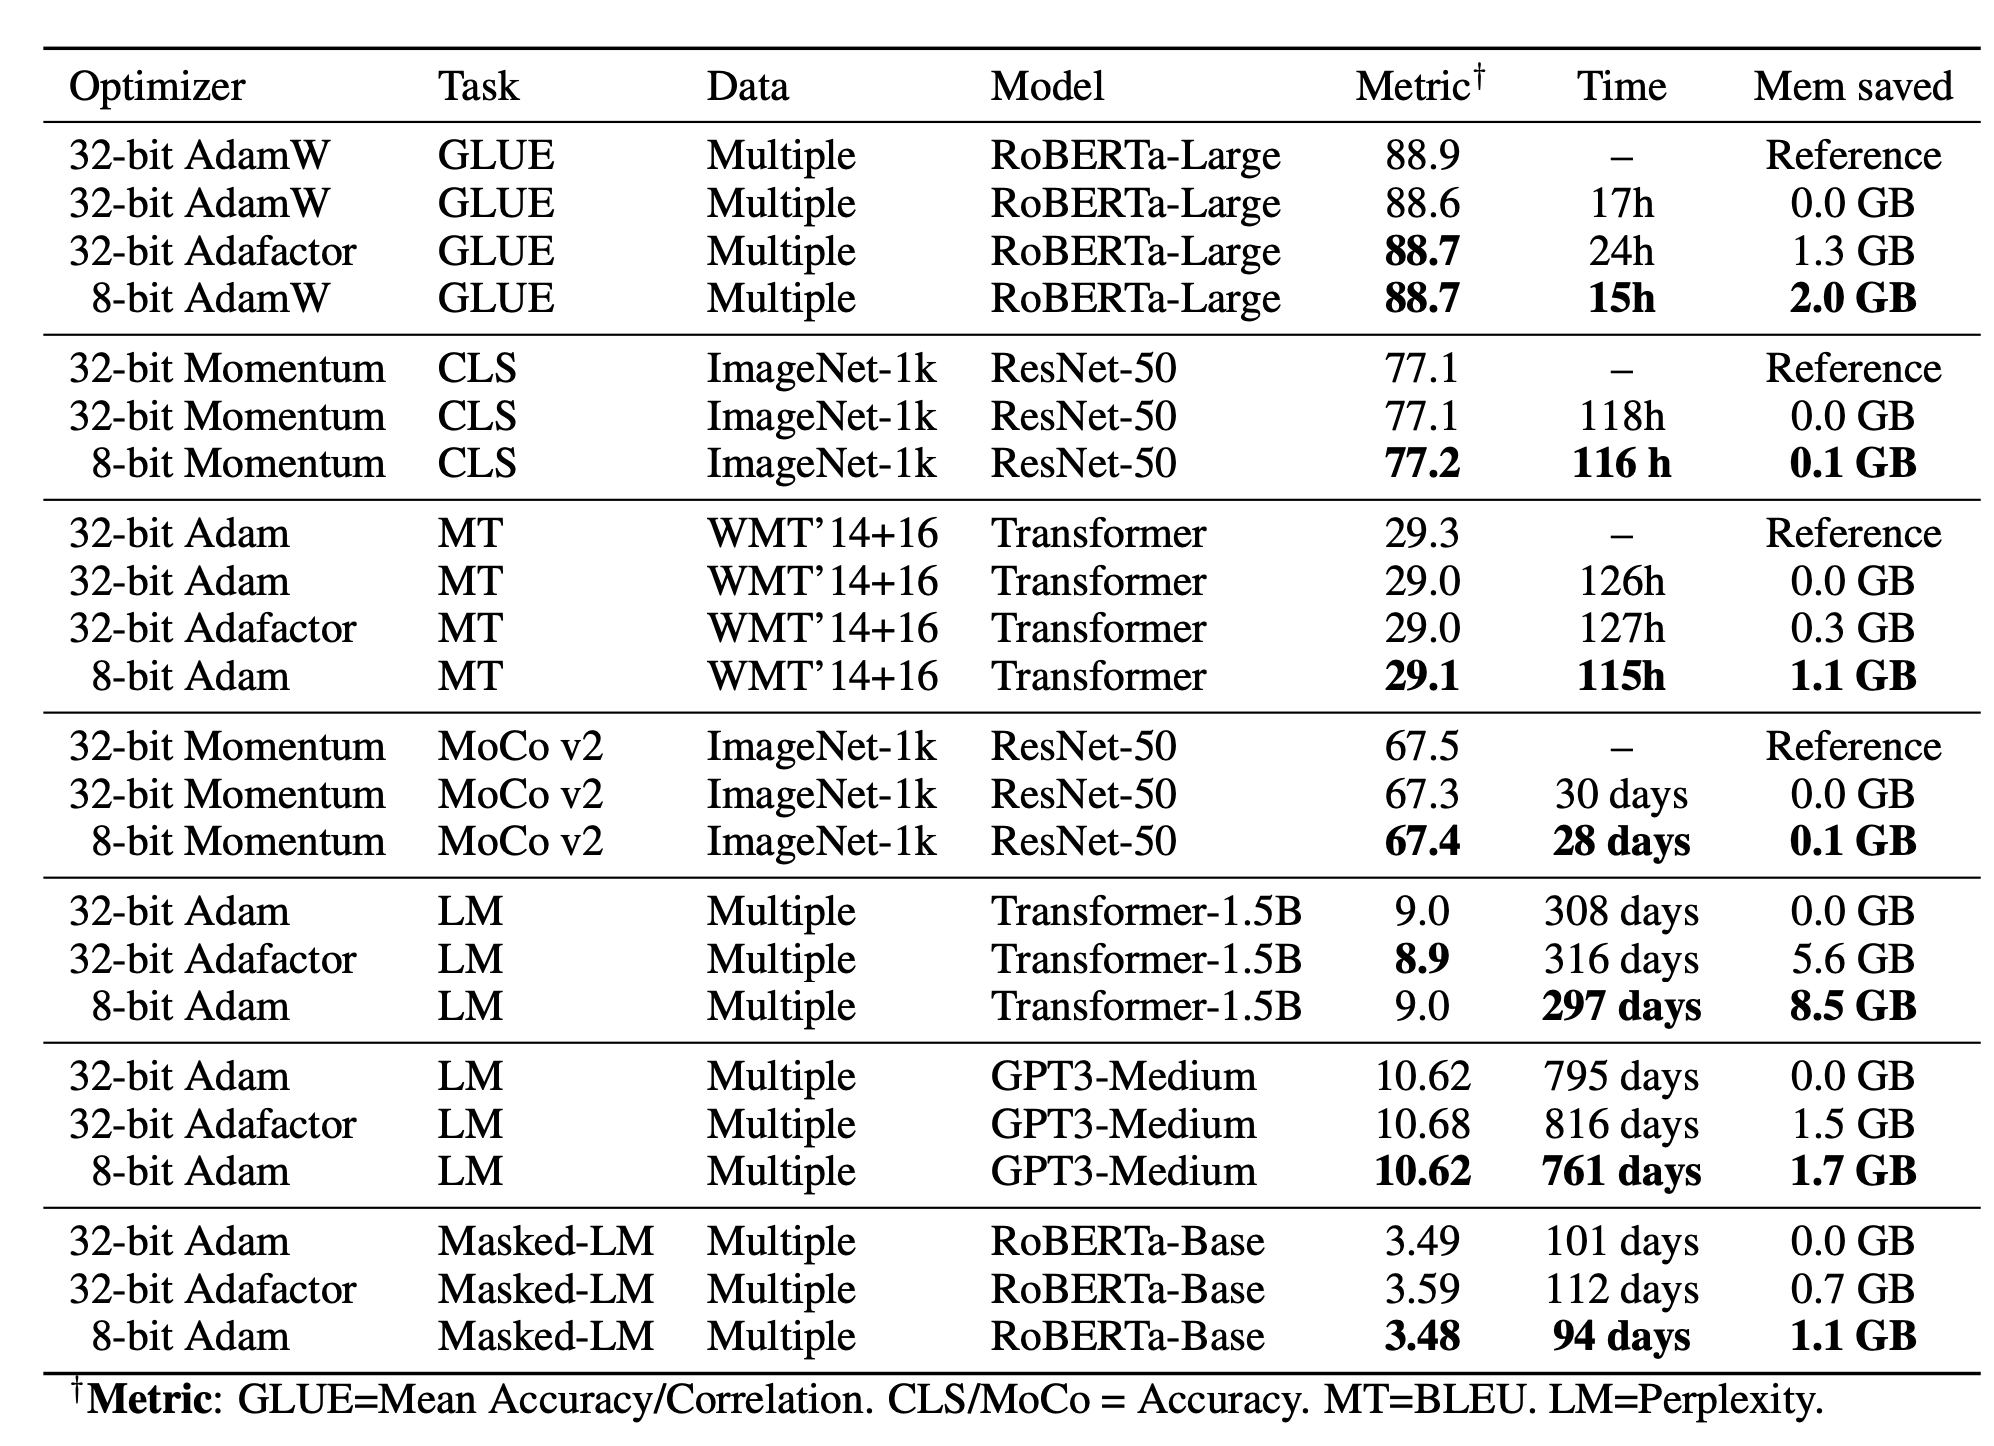 Optimizer Task Data Model Metric† Time Mem saved
32-bit AdamW GLUE Multiple RoBERTa-Large 88.9 – Reference
32-bit AdamW GLUE Multiple RoBERTa-Large 88.6 17h 0.0 GB
32-bit Adafactor GLUE Multiple RoBERTa-Large 88.7 24h 1.3 GB
8-bit AdamW GLUE Multiple RoBERTa-Large 88.7 15h 2.0 GB
32-bit Momentum CLS ImageNet-1k ResNet-50 77.1 – Reference
32-bit Momentum CLS ImageNet-1k ResNet-50 77.1 118h 0.0 GB
8-bit Momentum CLS ImageNet-1k ResNet-50 77.2 116 h 0.1 GB
32-bit Adam MT WMT’14+16 Transformer 29.3 – Reference
32-bit Adam MT WMT’14+16 Transformer 29.0 126h 0.0 GB
32-bit Adafactor MT WMT’14+16 Transformer 29.0 127h 0.3 GB
8-bit Adam MT WMT’14+16 Transformer 29.1 115h 1.1 GB
32-bit Momentum MoCo v2 ImageNet-1k ResNet-50 67.5 – Reference
32-bit Momentum MoCo v2 ImageNet-1k ResNet-50 67.3 30 days 0.0 GB
8-bit Momentum MoCo v2 ImageNet-1k ResNet-50 67.4 28 days 0.1 GB
32-bit Adam LM Multiple Transformer-1.5B 9.0 308 days 0.0 GB
32-bit Adafactor LM Multiple Transformer-1.5B 8.9 316 days 5.6 GB
8-bit Adam LM Multiple Transformer-1.5B 9.0 297 days 8.5 GB
32-bit Adam LM Multiple GPT3-Medium 10.62 795 days 0.0 GB
32-bit Adafactor LM Multiple GPT3-Medium 10.68 816 days 1.5 GB
8-bit Adam LM Multiple GPT3-Medium 10.62 761 days 1.7 GB
32-bit Adam Masked-LM Multiple RoBERTa-Base 3.49 101 days 0.0 GB
32-bit Adafactor Masked-LM Multiple RoBERTa-Base 3.59 112 days 0.7 GB
8-bit Adam Masked-LM Multiple RoBERTa-Base 3.48 94 days 1.1 GB
†Metric: GLUE=Mean Accuracy/Correlation. CLS/MoCo = Accuracy. MT=BLEU. LM=Perplexity.